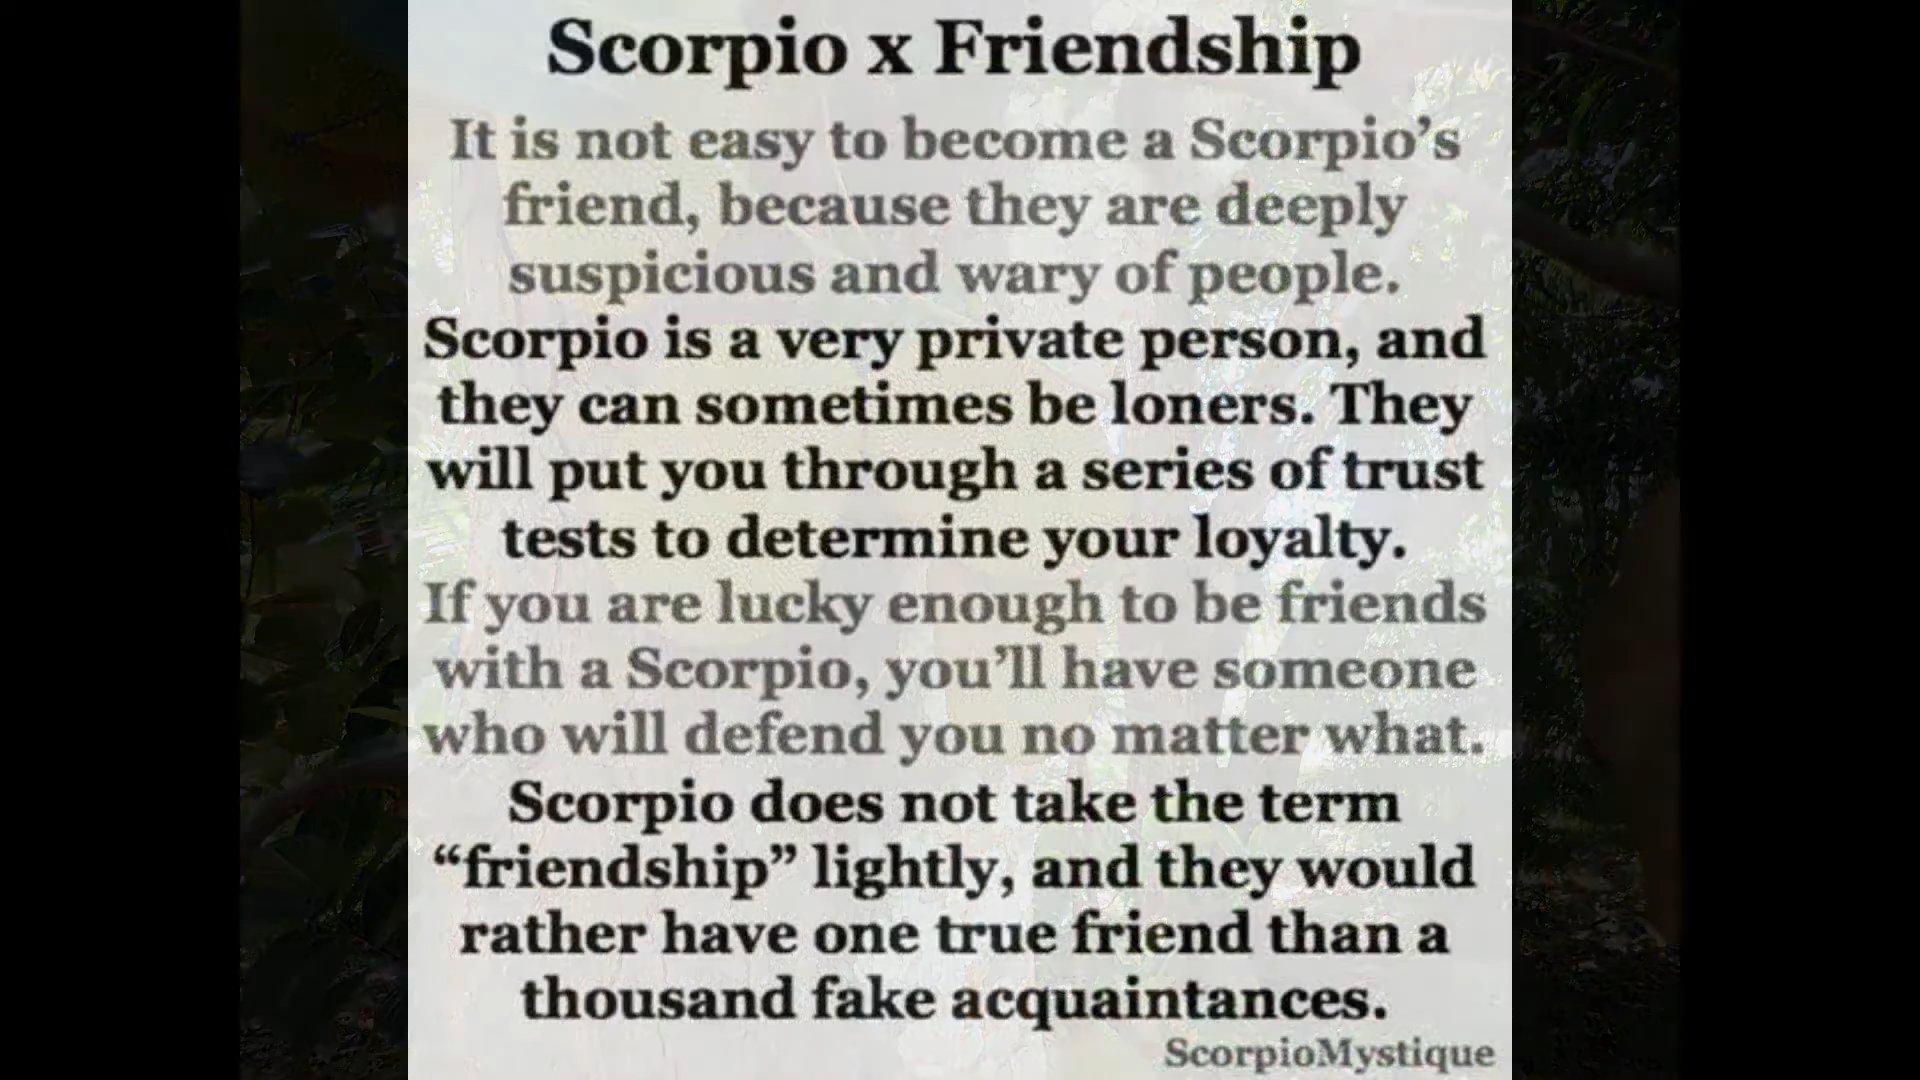 Scorpio x Friendship
It is not easy to become a Scorpio’s
friend, because they are deeply
suspicious and wary of people.
Scorpio is a very private person, and
they can sometimes be loners. They
will put you through a series of trust
tests to determine your loyalty.
If you are lucky enough to be friends
with a Scorpio, you’ll have someone
who will defend you no matter what.
Scorpio does not take the term
“friendship” lightly, and they would
rather have one true friend than a
thousand fake acquaintances.
ScorpioMystique